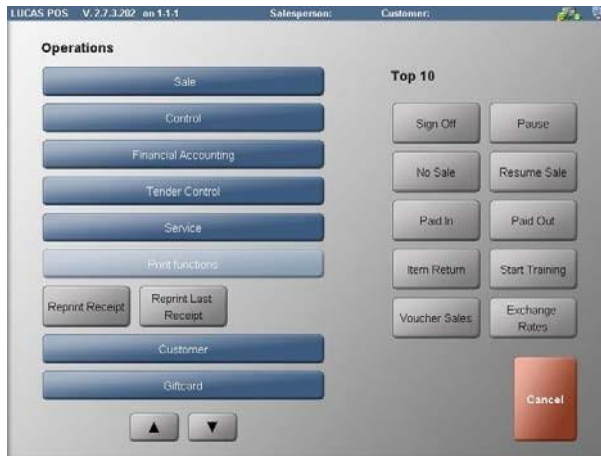 LUCAS POS V. 2.7.3.202 on 1-1-1 Salesperson: Customer:
Operations
Sale
Control
Financial Accounting
Tender Control
Service
Print functions
Reprint Receipt
Reprint Last
Receipt
Customer
Giftcard
Top 10
Sign Off
Pause
No Sale
Resume Sale
Paid In
Paid Out
Item Return
Start Training
Voucher Sales
Exchange
Rates
Cancel